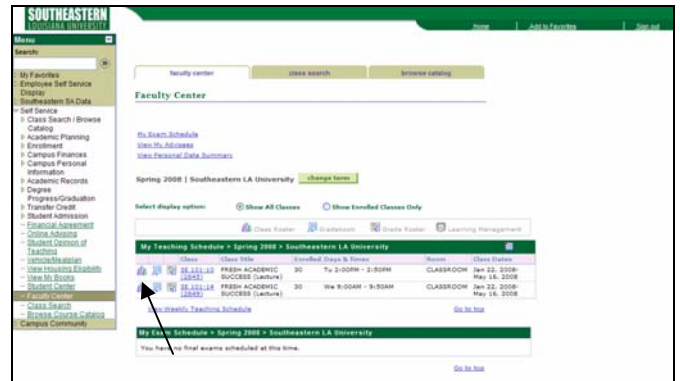 SOUTHEASTERN
LOUISIANA UNIVERSITY
Home
Add to Favorites
Sign out
Menu
Search:
My Favorites
Employee Self Service
Display
Southeastern SA Data
Self Service
Class Search / Browse
Catalog
Academic Planning
Enrollment
Campus Finances
Campus Personal
Information
Academic Records
Degree
Progress/Graduation
Transfer Credit
Student Admission
Financial Agreement
Online Advising
Student Opinion of
Teaching
Vehicle/Mealplan
View Housing Eligibility
View My Books
Student Center
Faculty Center
Class Search
Browse Course Catalog
Campus Community
faculty center
class search
browse catalog
Faculty Center
My Exam Schedule
View My Advisees
View Personal Data Summary
Spring 2008 | Southeastern LA University
change term
Select display option:
Show All Classes
Show Enrolled Classes Only
Class Roster
Gradebook
Grade Roster
Learning Management
My Teaching Schedule > Spring 2008 > Southeastern LA University
Class Class Title Enrolled Days & Times Room Class Dates
SE 101-10 FRESH ACADEMIC 30 Tu 2:00PM - 2:50PM CLASSROOM Jan 22, 2008-
(2845) SUCCESS (Lecture) May 16, 2008
SE 101-14 FRESH ACADEMIC 30 We 9:00AM - 9:50AM CLASSROOM Jan 22, 2008-
(2849) SUCCESS (Lecture) May 16, 2008
View Weekly Teaching Schedule
Go to top
My Exam Schedule > Spring 2008 > Southeastern LA University
You have no final exams scheduled at this time.
Go to top